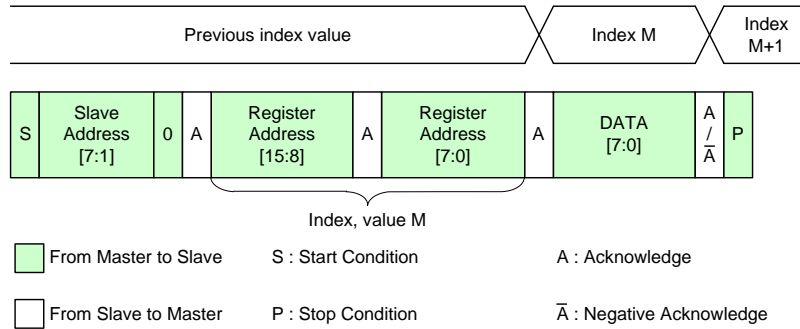 Previous index value
Index M
Index
M+1
S
Slave
Address
[7:1]
0
A
Register
Address
[15:8]
A
Register
Address
[7:0]
A
DATA
[7:0]
A
/
A̅
P
Index, value M
From Master to Slave
S : Start Condition
A : Acknowledge
From Slave to Master
P : Stop Condition
A̅ : Negative Acknowledge